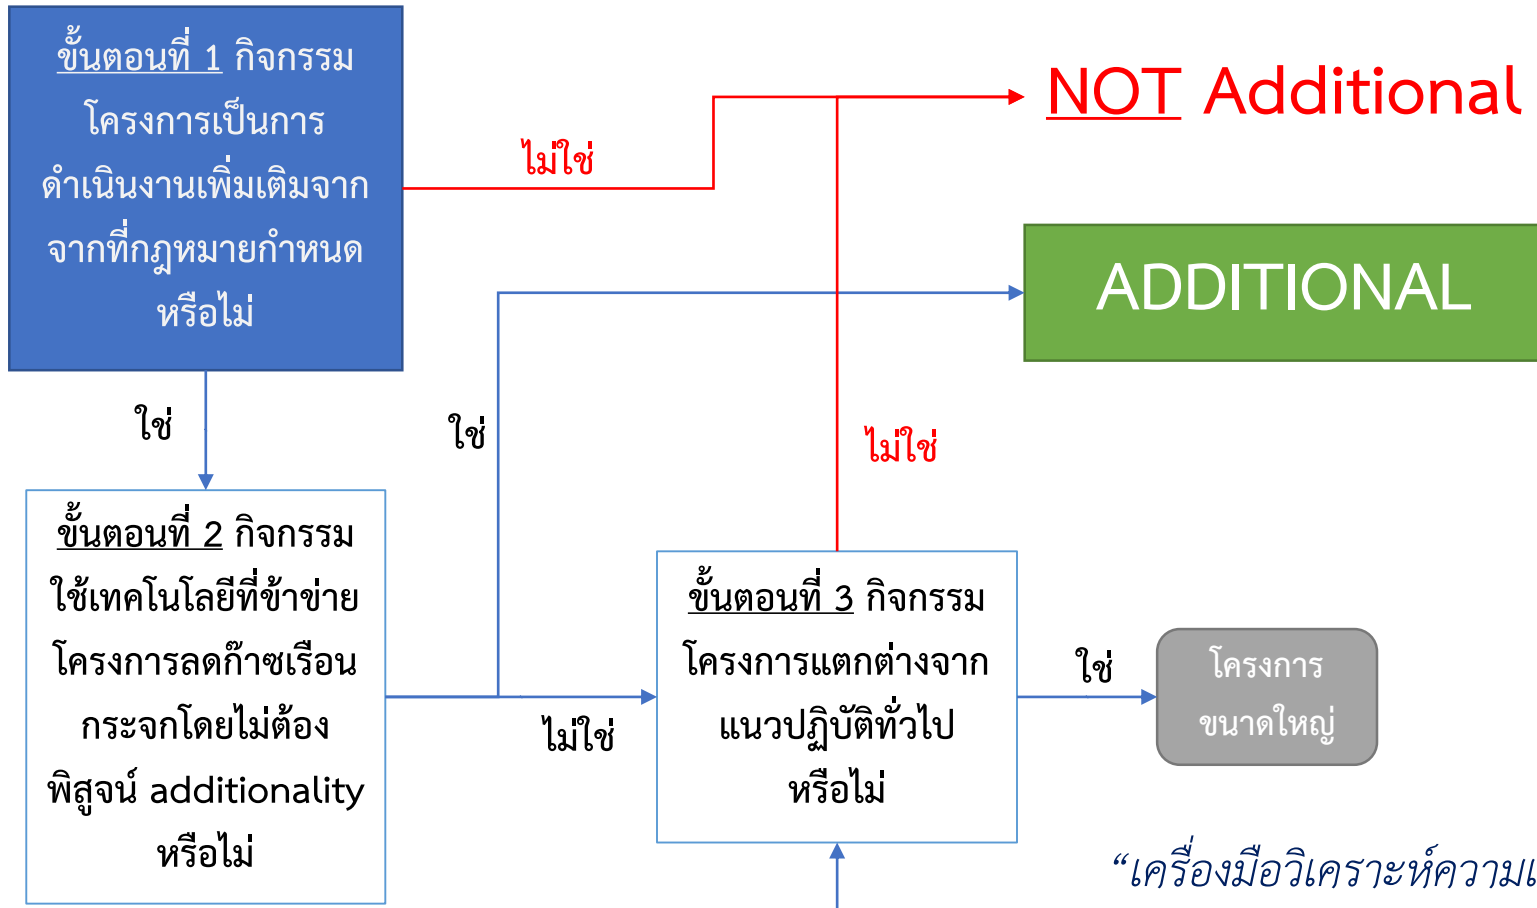 ขั้นตอนที่ 1 กิจกรรม
โครงการเป็นการ
ดำเนินงานเพิ่มเติมจาก
จากที่กฎหมายกำหนด
หรือไม่
ไม่ใช่
NOT Additional
ADDITIONAL
ใช่
ใช่
ไม่ใช่
ขั้นตอนที่ 2 กิจกรรม
ใช้เทคโนโลยีที่ข้าข่าย
โครงการลดก๊าซเรือน
กระจกโดยไม่ต้อง
พิสูจน์ additionality
หรือไม่
ไม่ใช่
ขั้นตอนที่ 3 กิจกรรม
โครงการแตกต่างจาก
แนวปฏิบัติทั่วไป
หรือไม่
ใช่
โครงการ
ขนาดใหญ่
“เครื่องมือวิเคราะห์ความเ